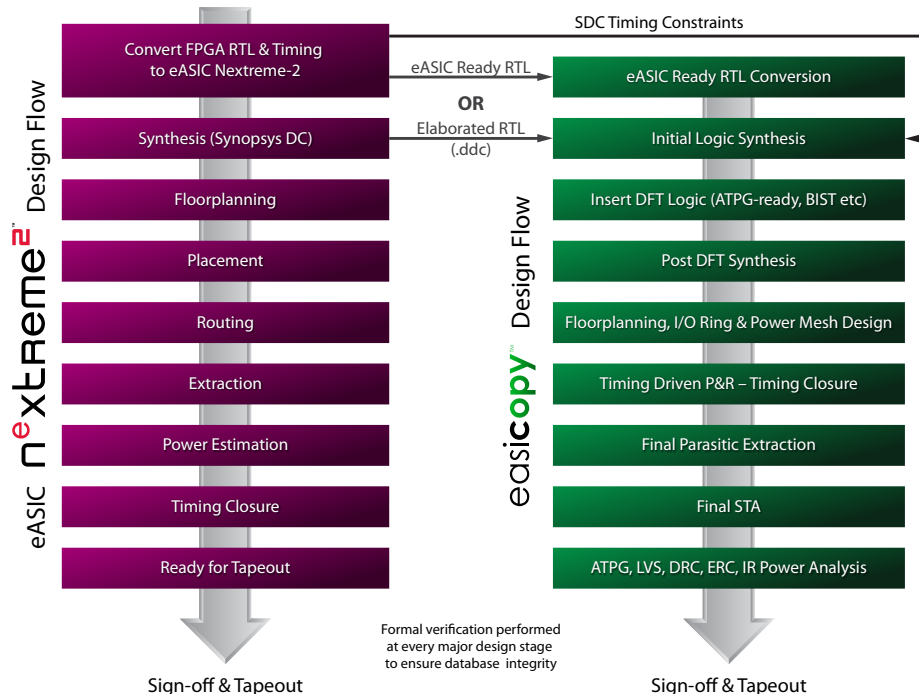 SDC Timing Constraints
Convert FPGA RTL & Timing
to eASIC Nextreme-2
eASIC Ready RTL
eASIC Ready RTL Conversion
OR
Synthesis (Synopsys DC)
Elaborated RTL
(.ddc)
Initial Logic Synthesis
Floorplanning
Insert DFT Logic (ATPG-ready, BIST etc)
Placement
Post DFT Synthesis
Routing
Floorplanning, I/O Ring & Power Mesh Design
Extraction
Timing Driven P&R – Timing Closure
Power Estimation
Final Parasitic Extraction
Timing Closure
Final STA
Ready for Tapeout
ATPG, LVS, DRC, ERC, IR Power Analysis
eASIC nextreme2™ Design Flow
easicopy™ Design Flow
Formal verification performed
at every major design stage
to ensure database integrity
Sign-off & Tapeout
Sign-off & Tapeout